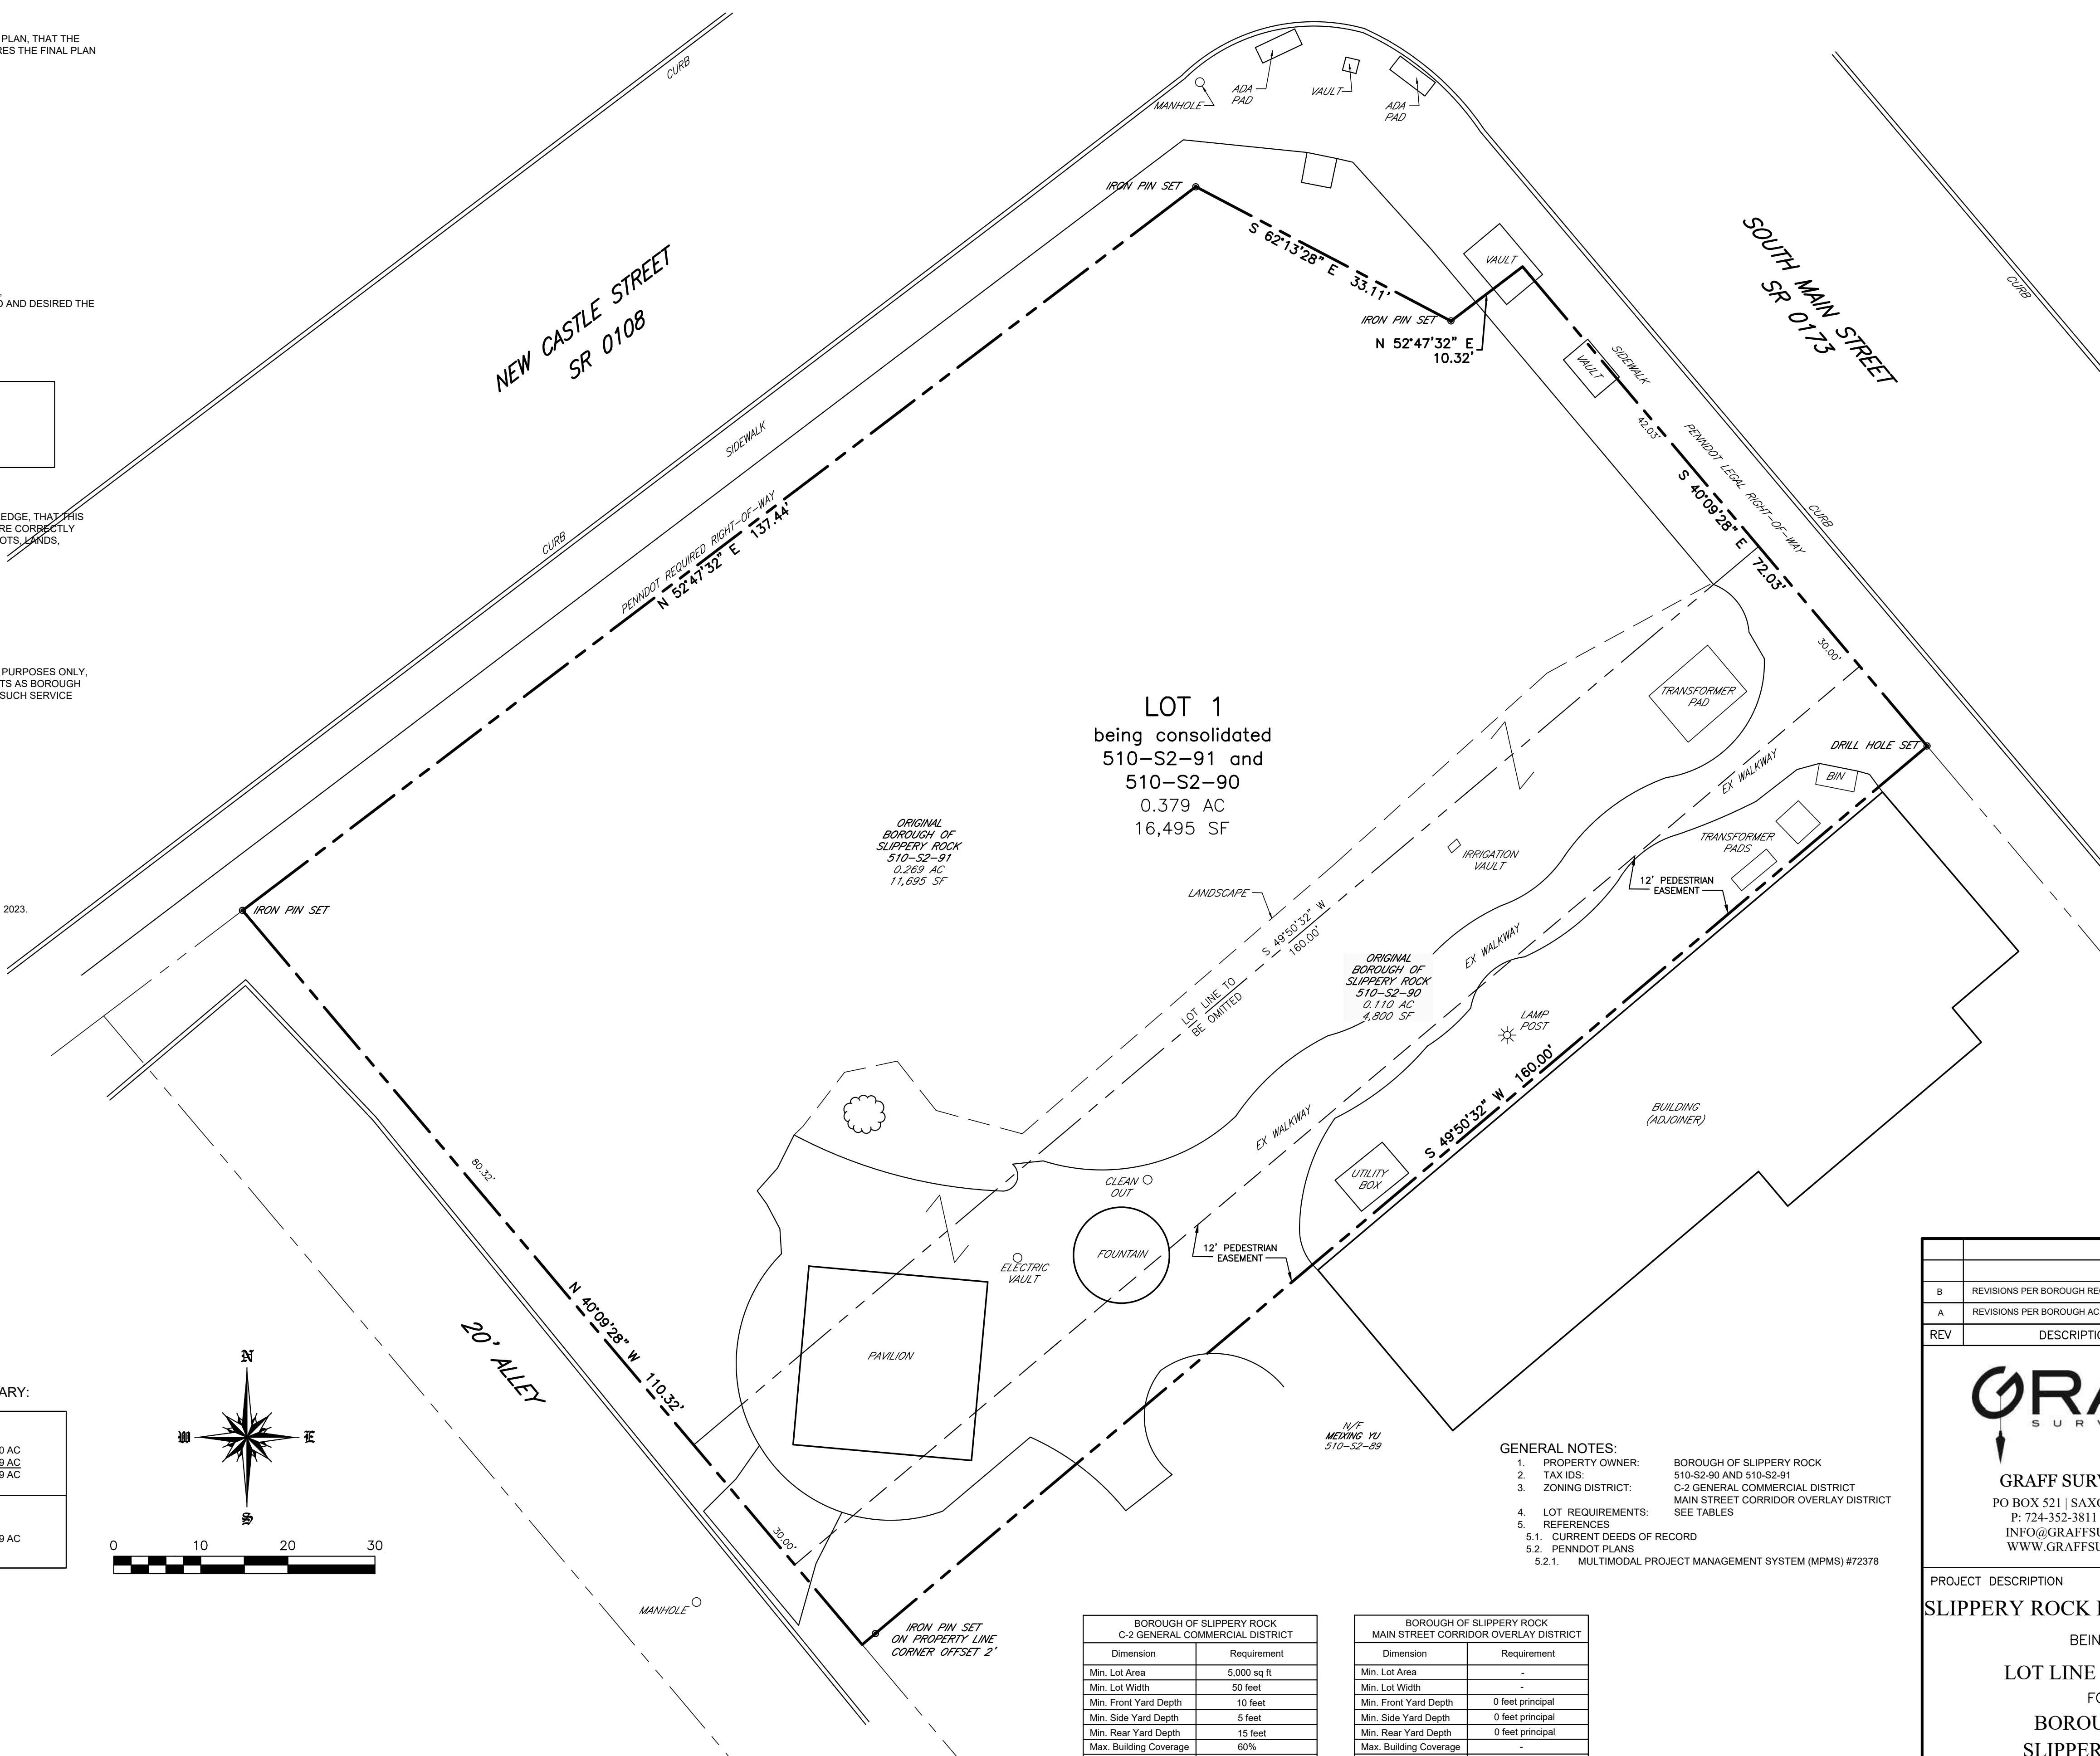 PLAN, THAT THE
RES THE FINAL PLAN
D AND DESIRED THE
EDGE, THAT THIS
RE CORRECTLY
OTS, LANDS,
PURPOSES ONLY,
TS AS BOROUGH
SUCH SERVICE
2023.
ARY:
0 AC
9 AC
9 AC
9 AC
CURB
MANHOLE
ADA
PAD
VAULT
ADA
PAD
IRON PIN SET
S 62°13'28" E 33.11'
VAULT
IRON PIN SET
N 52°47'32" E
10.32'
NEW CASTLE STREET
SR 0108
SOUTH MAIN STREET
SR 0173
CURB
VAULT
SIDEWALK
42.03'
PENNDOT LEGAL RIGHT-OF-WAY
S 40°09'28" E 72.03'
CURB
SIDEWALK
CURB
PENNDOT REQUIRED RIGHT-OF-WAY
N 52°47'32" E 137.44'
30.00'
TRANSFORMER
PAD
LOT 1
being consolidated
510-S2-91 and
510-S2-90
0.379 AC
16,495 SF
DRILL HOLE SET
EX WALKWAY
BIN
ORIGINAL
BOROUGH OF
SLIPPERY ROCK
510-S2-91
0.269 AC
11,695 SF
TRANSFORMER
PADS
IRRIGATION
VAULT
12' PEDESTRIAN
EASEMENT
LANDSCAPE
IRON PIN SET
S 49°50'32" W
160.00'
EX WALKWAY
ORIGINAL
BOROUGH OF
SLIPPERY ROCK
510-S2-90
0.110 AC
4,800 SF
LOT LINE TO
BE OMITTED
LAMP
POST
S 49°50'32" W 160.00'
BUILDING
(ADJOINER)
EX WALKWAY
80.32'
CLEAN
OUT
UTILITY
BOX
12' PEDESTRIAN
EASEMENT
FOUNTAIN
ELECTRIC
VAULT
PAVILION
N 40°09'28" W 110.32'
20' ALLEY
N/F
MEIXING YU
510-S2-89
30.00'
MANHOLE
IRON PIN SET
ON PROPERTY LINE
CORNER OFFSET 2'
N
W E
S
0 10 20 30
GENERAL NOTES:
1. PROPERTY OWNER: BOROUGH OF SLIPPERY ROCK
2. TAX IDS: 510-S2-90 AND 510-S2-91
3. ZONING DISTRICT: C-2 GENERAL COMMERCIAL DISTRICT
MAIN STREET CORRIDOR OVERLAY DISTRICT
4. LOT REQUIREMENTS: SEE TABLES
5. REFERENCES
5.1. CURRENT DEEDS OF RECORD
5.2. PENNDOT PLANS
5.2.1. MULTIMODAL PROJECT MANAGEMENT SYSTEM (MPMS) #72378
BOROUGH OF SLIPPERY ROCK
C-2 GENERAL COMMERCIAL DISTRICT
Dimension Requirement
Min. Lot Area 5,000 sq ft
Min. Lot Width 50 feet
Min. Front Yard Depth 10 feet
Min. Side Yard Depth 5 feet
Min. Rear Yard Depth 15 feet
Max. Building Coverage 60%
BOROUGH OF SLIPPERY ROCK
MAIN STREET CORRIDOR OVERLAY DISTRICT
Dimension Requirement
Min. Lot Area -
Min. Lot Width -
Min. Front Yard Depth 0 feet principal
Min. Side Yard Depth 0 feet principal
Min. Rear Yard Depth 0 feet principal
Max. Building Coverage -
B REVISIONS PER BOROUGH RE
A REVISIONS PER BOROUGH AC
REV DESCRIPTIO
GRA
SURV
GRAFF SURV
PO BOX 521 | SAXO
P: 724-352-3811
INFO@GRAFFSU
WWW.GRAFFSU
PROJECT DESCRIPTION
SLIPPERY ROCK
BEIN
LOT LINE
FO
BOROU
SLIPPER